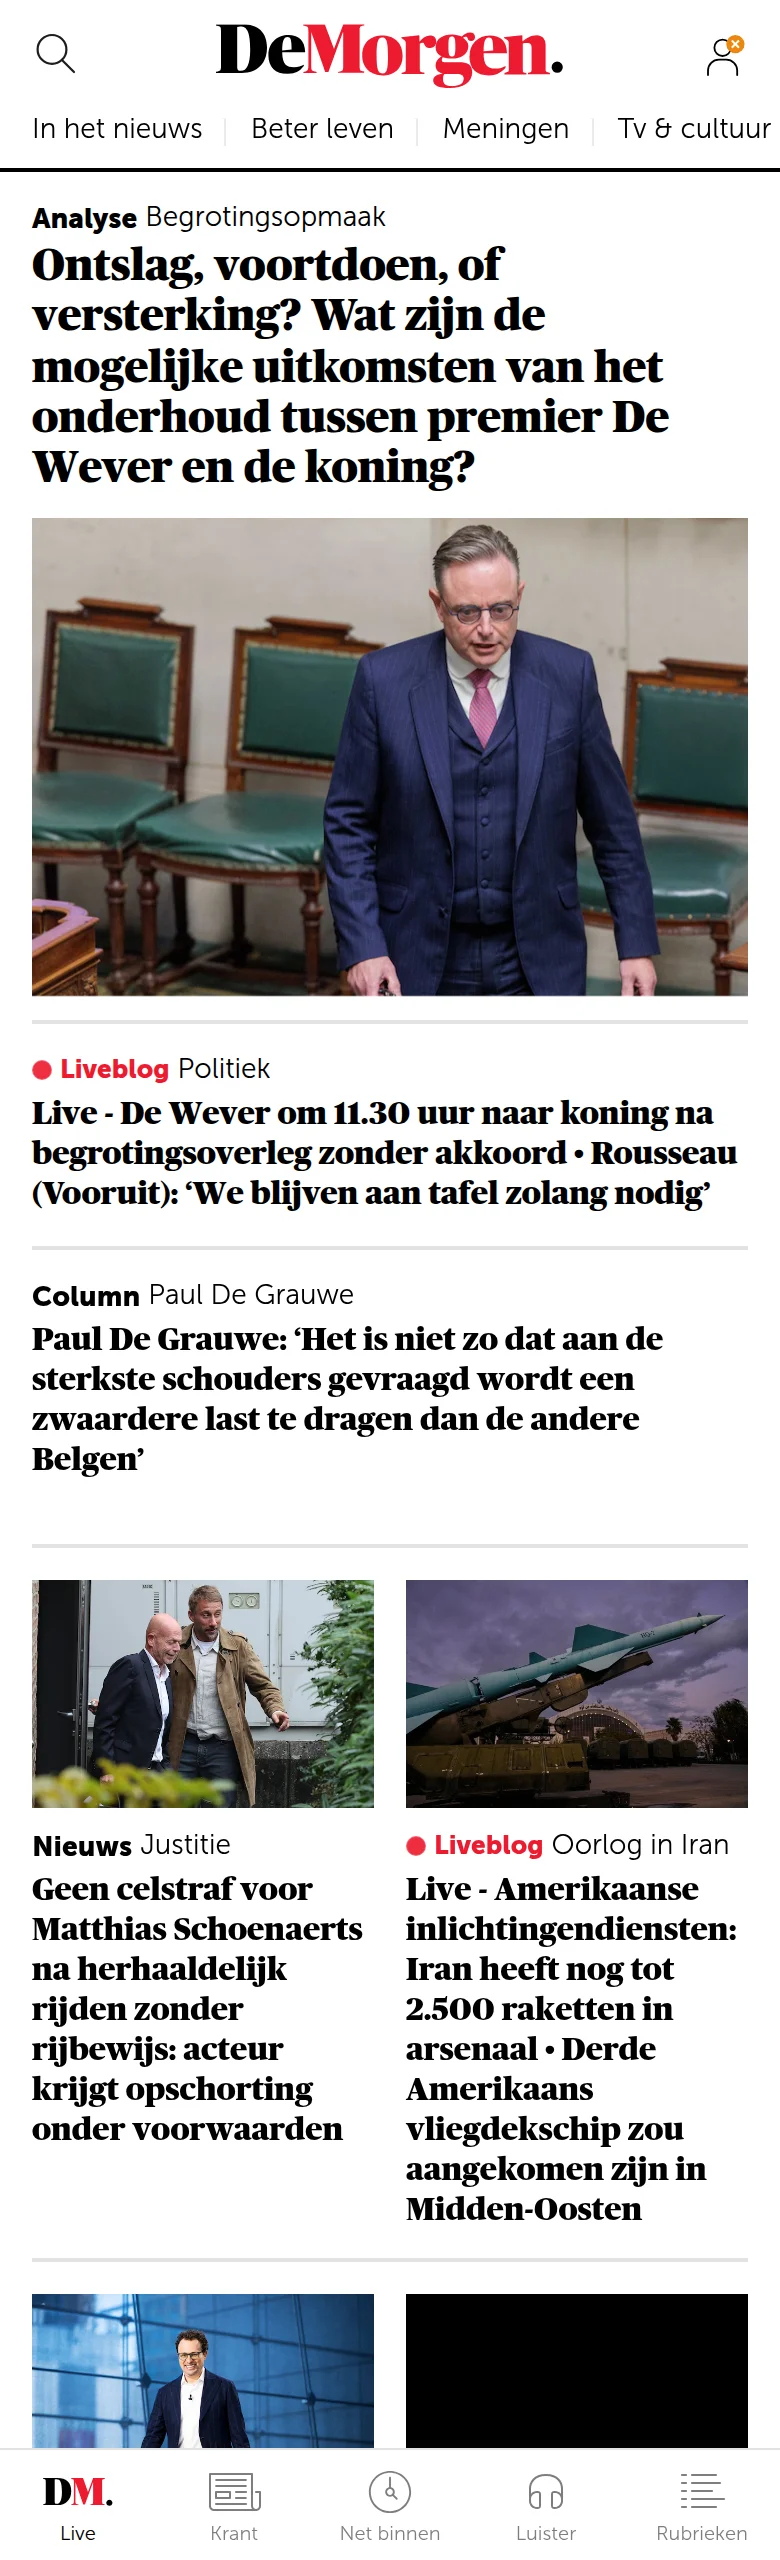 DeMorgen.
In het nieuws
Beter leven
Meningen
Tv & cultuur
Analyse Begrotingsopmaak
Ontslag, voortdoen, of
versterking? Wat zijn de
mogelijke uitkomsten van het
onderhoud tussen premier De
Wever en de koning?
Liveblog Politiek
Live - De Wever om 11.30 uur naar koning na
begrotingsoverleg zonder akkoord • Rousseau
(Vooruit): ‘We blijven aan tafel zolang nodig’
Column Paul De Grauwe
Paul De Grauwe: ‘Het is niet zo dat aan de
sterkste schouders gevraagd wordt een
zwaardere last te dragen dan de andere
Belgen’
Nieuws Justitie
Geen celstraf voor
Matthias Schoenaerts
na herhaaldelijk
rijden zonder
rijbewijs: acteur
krijgt opschorting
onder voorwaarden
Liveblog Oorlog in Iran
Live - Amerikaanse
inlichtingendiensten:
Iran heeft nog tot
2.500 raketten in
arsenaal • Derde
Amerikaans
vliegdekschip zou
aangekomen zijn in
Midden-Oosten
DM.
Live
Krant
Net binnen
Luister
Rubrieken